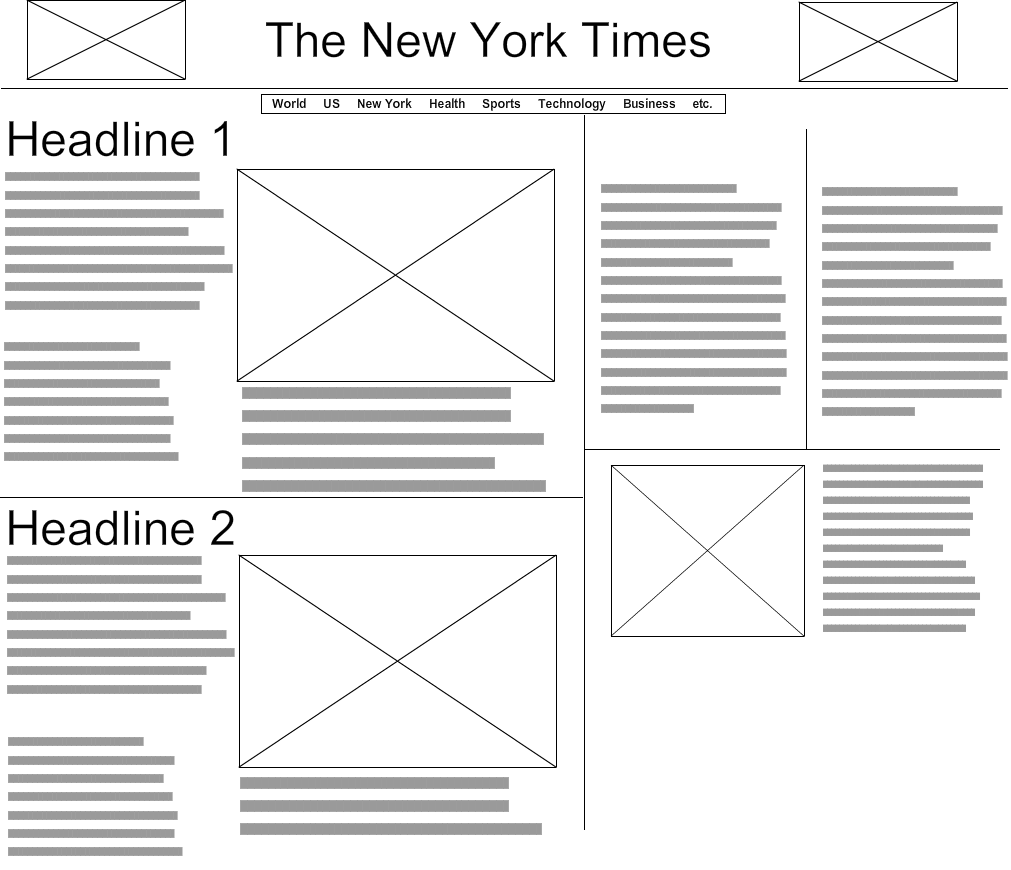 The New York Times
World US New York Health Sports Technology Business etc.
Headline 1
Headline 2